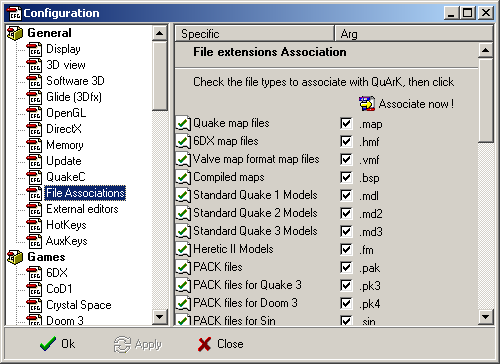 Configuration
General
Display
3D view
Software 3D
Glide (3Dfx)
OpenGL
DirectX
Memory
Update
QuakeC
File Associations
External editors
HotKeys
AuxKeys
Games
6DX
CoD1
Crystal Space
Doom 3
Specific Arg
File extensions Association
Check the file types to associate with QuArK, then click
Associate now !
Quake map files .map
6DX map files .hmf
Valve map format map files .vmf
Compiled maps .bsp
Standard Quake 1 Models .mdl
Standard Quake 2 Models .md2
Standard Quake 3 Models .md3
Heretic II Models .fm
PACK files .pak
PACK files for Quake 3 .pk3
PACK files for Doom 3 .pk4
PACK files for Sin .sin
Ok Apply Close